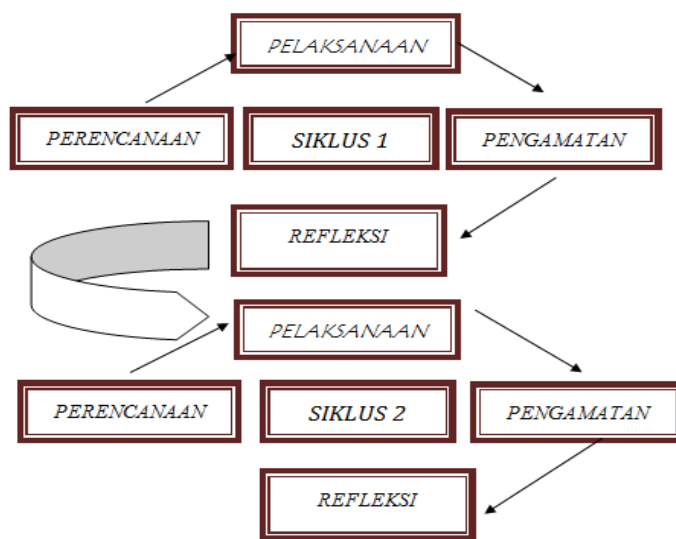 PELAKSANAAN
PERENCANAAN
SIKLUS 1
PENGAMATAN
REFLEKSI
PELAKSANAAN
PERENCANAAN
SIKLUS 2
PENGAMATAN
REFLEKSI